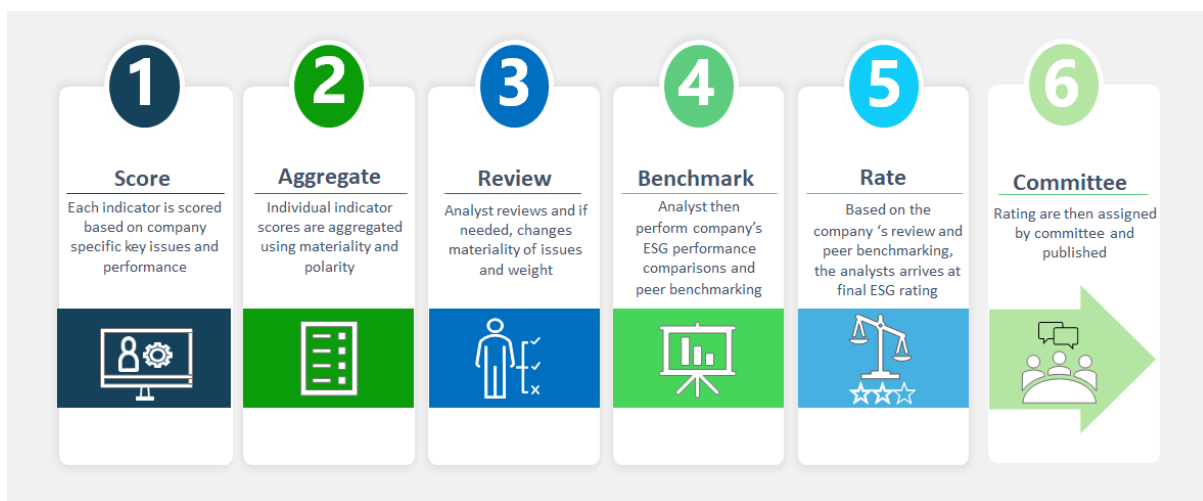 1
Score
Each indicator is scored
based on company
specific key issues and
performance
2
Aggregate
Individual indicator
scores are aggregated
using materiality and
polarity
3
Review
Analyst reviews and if
needed, changes
materiality of issues
and weight
4
Benchmark
Analyst then
perform company’s
ESG performance
comparisons and
peer benchmarking
5
Rate
Based on the
company ‘s review and
peer benchmarking,
the analysts arrives at
final ESG rating
6
Committee
Rating are then assigned
by committee and
published